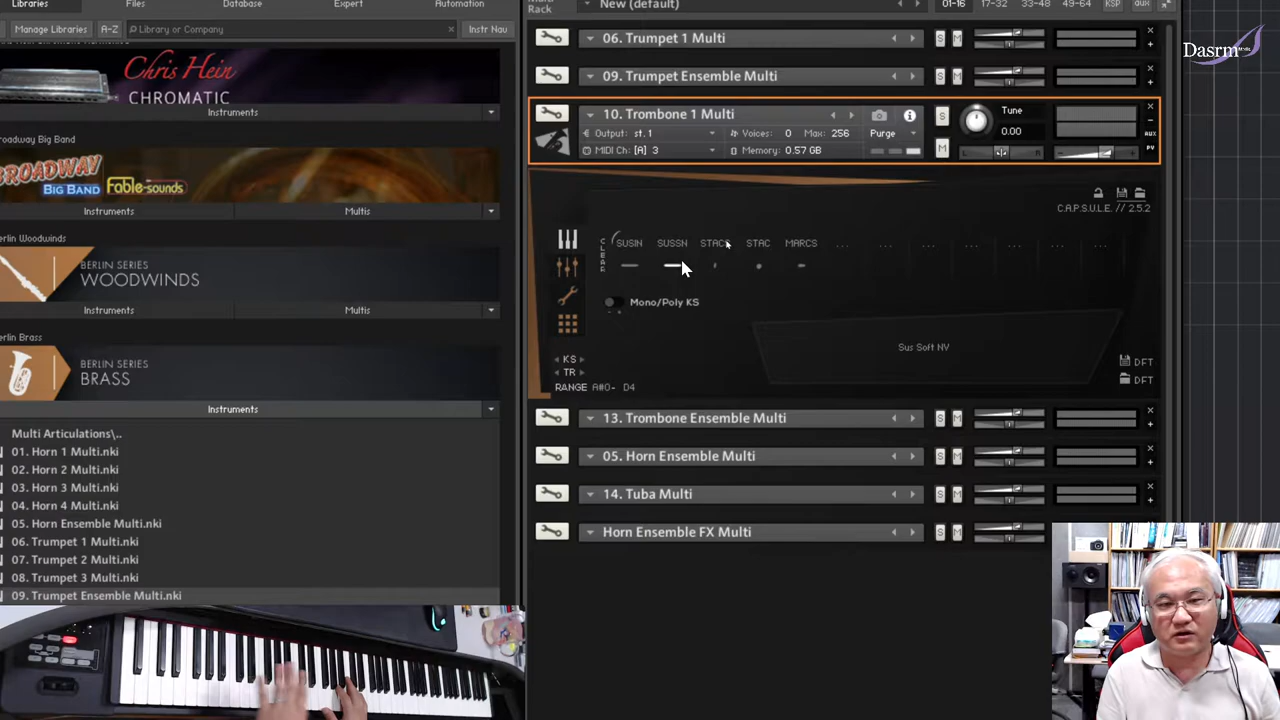 Libraries Files Database Expert Automation
Manage Libraries A-Z Library or Company Instr Nav
Chris Hein
CHROMATIC
Instruments
Broadway Big Band
BROADWAY
BIG BAND Fable-sounds
Instruments Multis
Berlin Woodwinds
BERLIN SERIES
WOODWINDS
Instruments Multis
Berlin Brass
BERLIN SERIES
BRASS
Instruments
Multi Articulations\..
01. Horn 1 Multi.nki
02. Horn 2 Multi.nki
03. Horn 3 Multi.nki
04. Horn 4 Multi.nki
05. Horn Ensemble Multi.nki
06. Trumpet 1 Multi.nki
07. Trumpet 2 Multi.nki
08. Trumpet 3 Multi.nki
09. Trumpet Ensemble Multi.nki
Rack New (default) 01-16 17-32 33-48 49-64 KSP aux
06. Trumpet 1 Multi S M
09. Trumpet Ensemble Multi S M
10. Trombone 1 Multi S Tune
Output: st.1 Voices: 0 Max: 256 Purge 0.00 AUX
MIDI Ch: [A] 3 Memory: 0.57 GB M L R PV
C.A.P.S.U.L.E. // 2.5.2
CLEAR SUSIN SUSSN STACS STAC MARCS
Mono/Poly KS
Sus Soft NV
KS DFT
TR
RANGE A#0- D4 DFT
13. Trombone Ensemble Multi S M
05. Horn Ensemble Multi S M
14. Tuba Multi S M
Horn Ensemble FX Multi S M
Dasrm